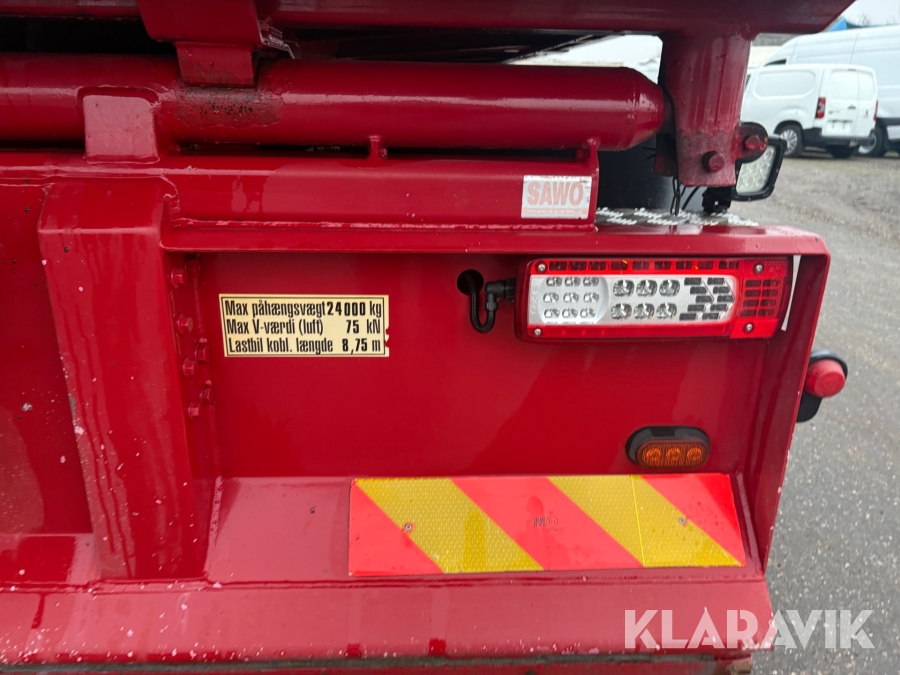 SAWO
Max påhængsvægt 24000 kg
Max V-værdi (luft) 75 kN
Lastbil kobl. længde 8,75 m
KLARAVIK